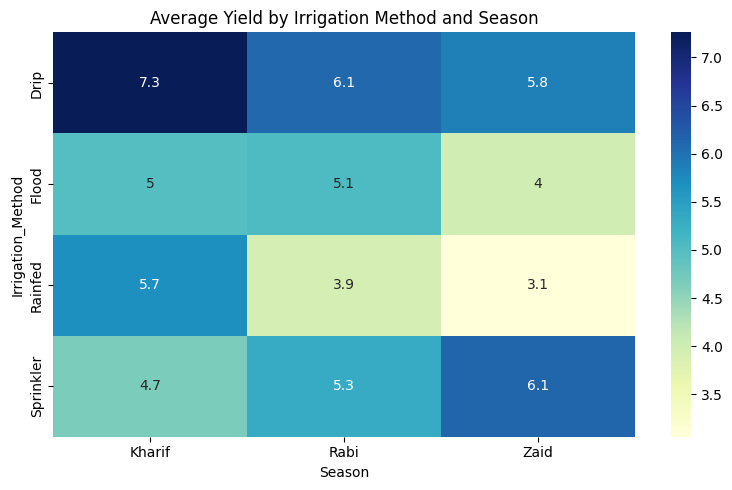 Average Yield by Irrigation Method and Season
Irrigation_Method
Drip
7.3 6.1 5.8
Flood
5 5.1 4
Rainfed
5.7 3.9 3.1
Sprinkler
4.7 5.3 6.1
Kharif Rabi Zaid
Season
7.0
6.5
6.0
5.5
5.0
4.5
4.0
3.5